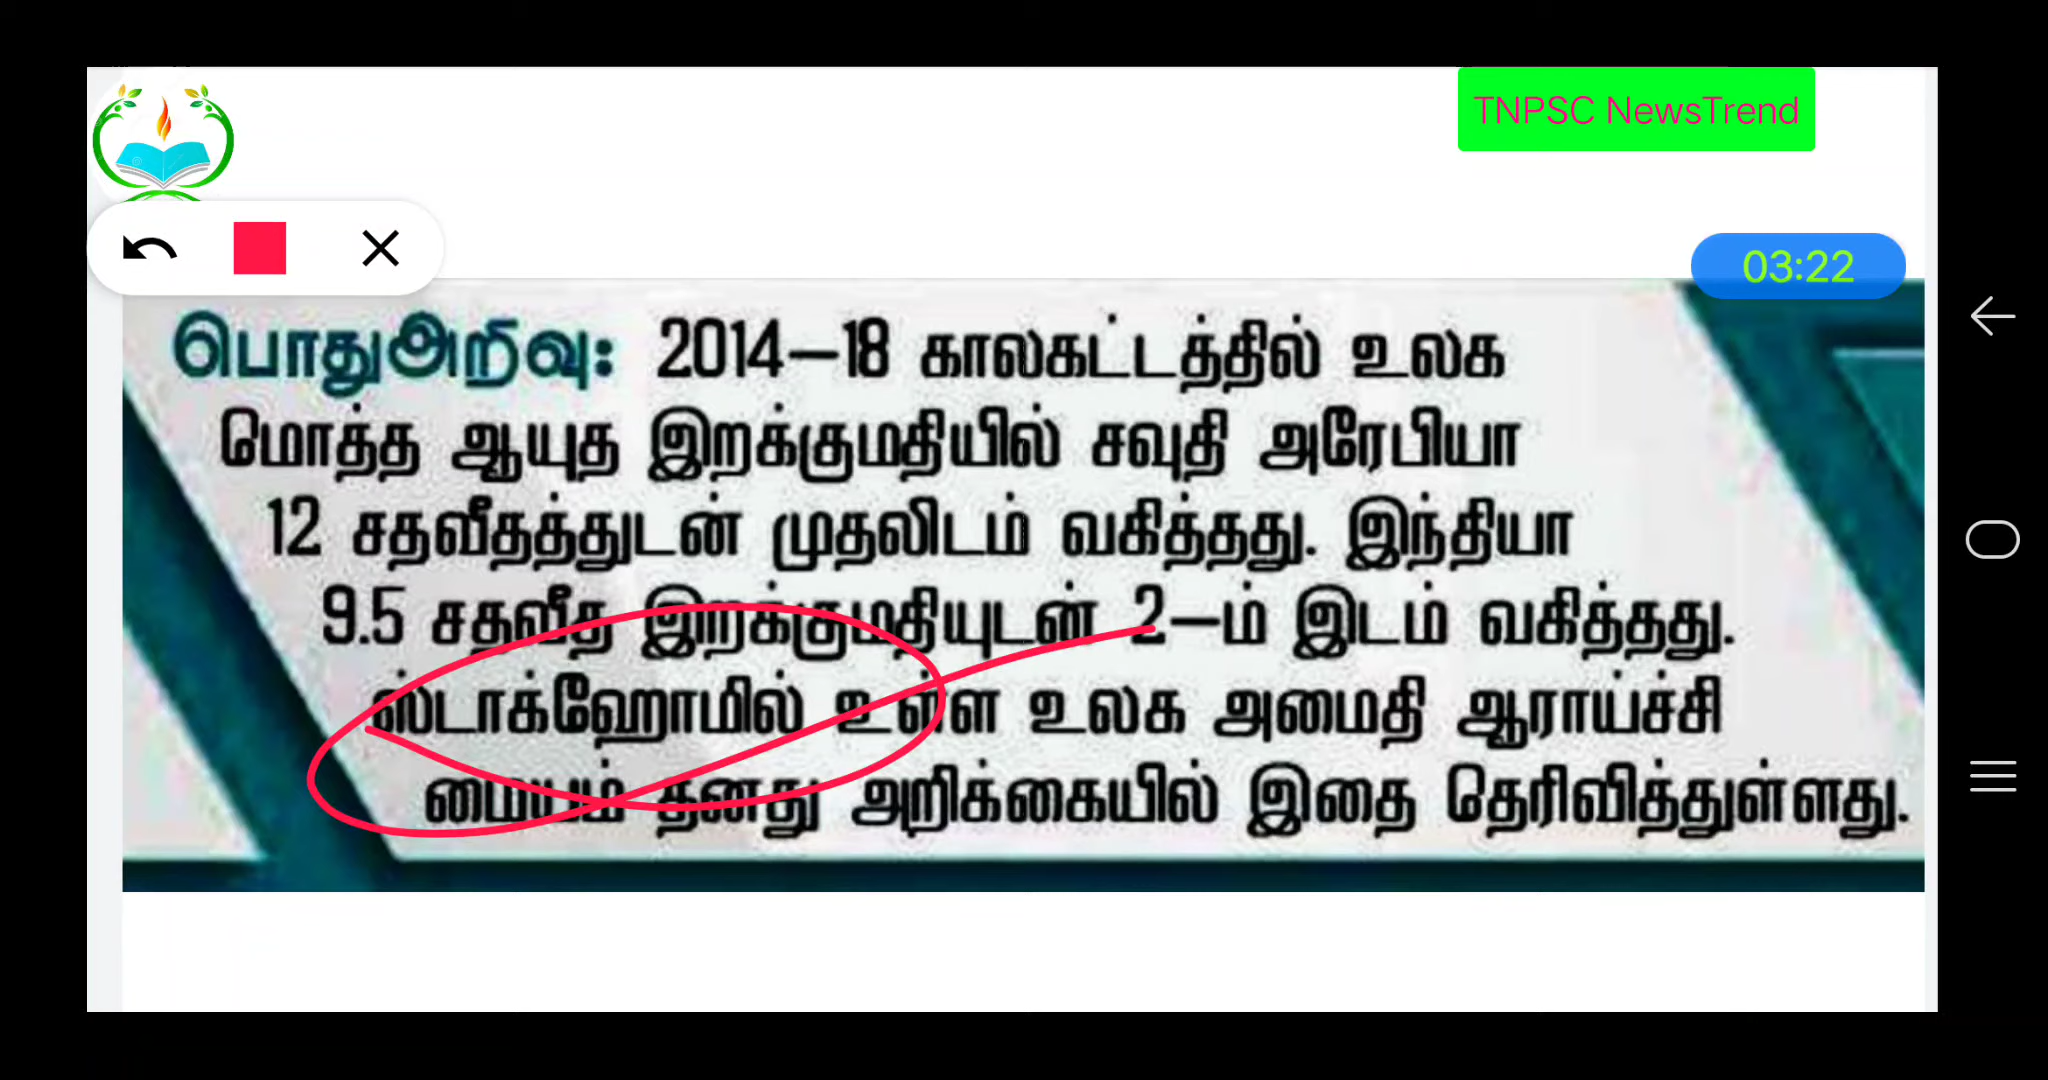 TNPSC NewsTrend
03:22
பொதுஅறிவு: 2014–18 காலகட்டத்தில் உலக
மொத்த ஆயுத இறக்குமதியில் சவுதி அரேபியா
12 சதவீதத்துடன் முதலிடம் வகித்தது. இந்தியா
9.5 சதவீத இறக்குமதியுடன் 2–ம் இடம் வகித்தது.
ஸ்டாக்ஹோமில் உள்ள உலக அமைதி ஆராய்ச்சி
மையம் தனது அறிக்கையில் இதை தெரிவித்துள்ளது.